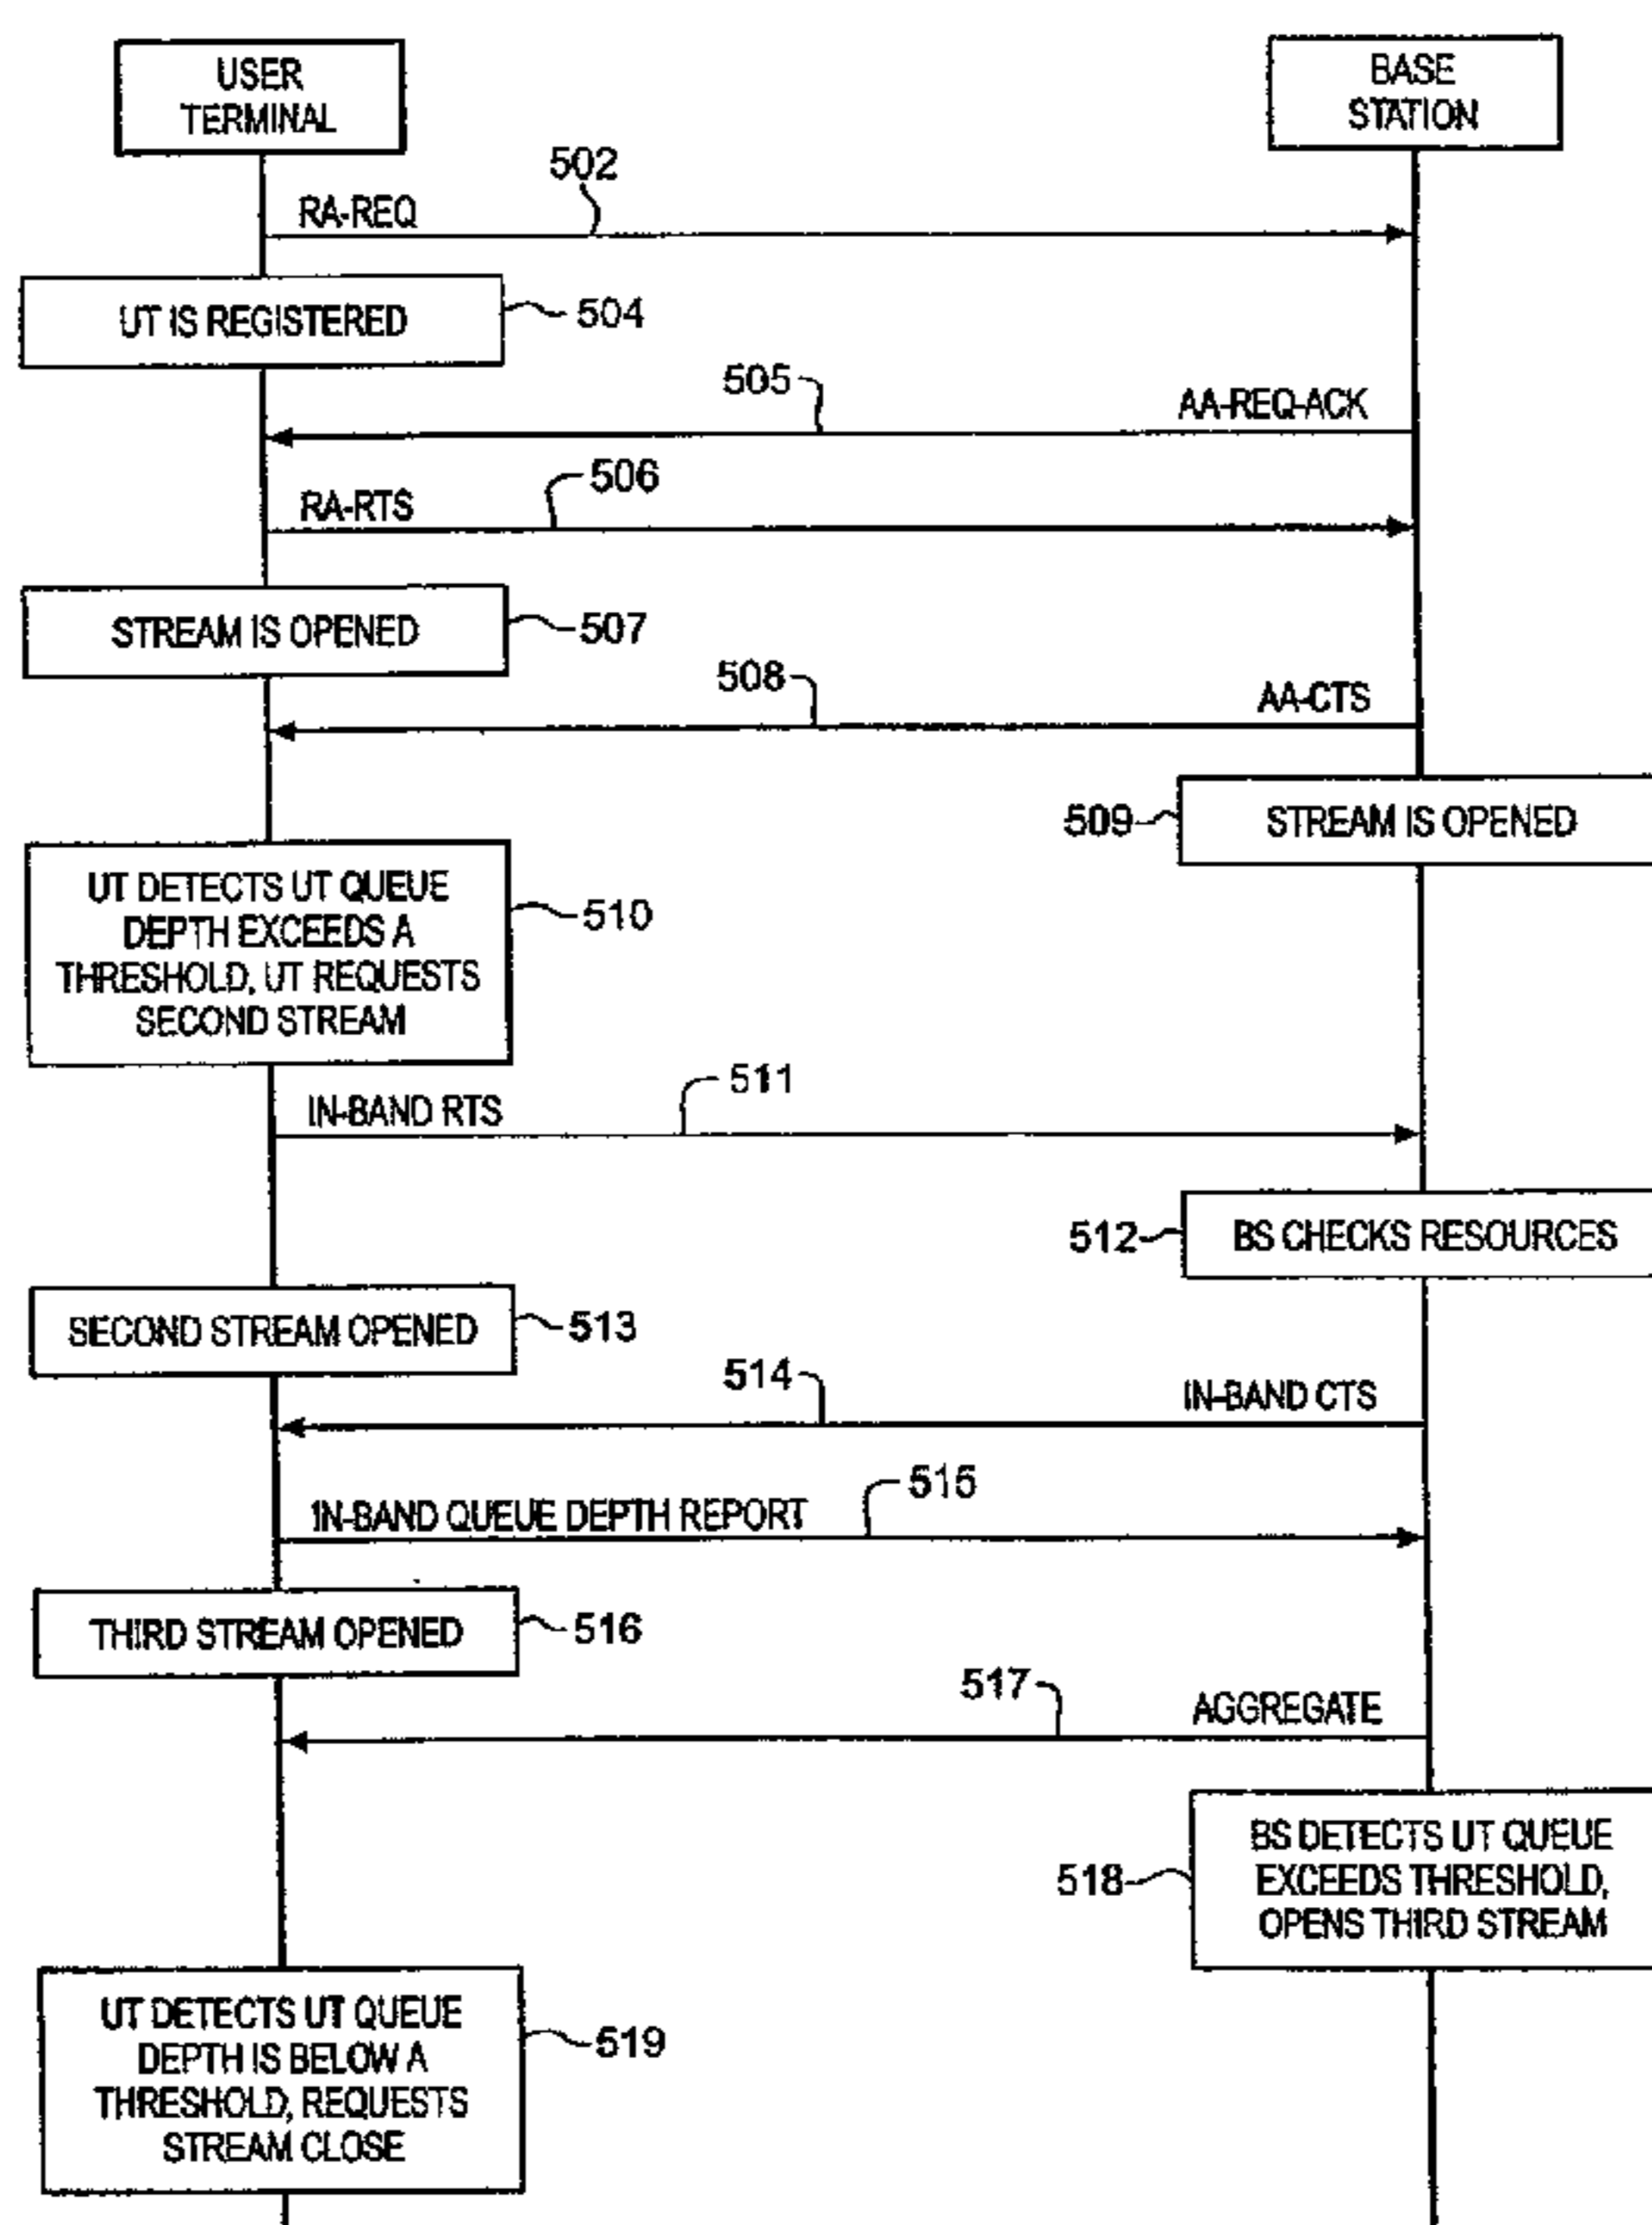 USER
TERMINAL
BASE
STATION
502
RA-REQ
UT IS REGISTERED
504
505
AA-REQ-ACK
RA-RTS
506
STREAM IS OPENED
507
508
AA-CTS
509
STREAM IS OPENED
UT DETECTS UT QUEUE
DEPTH EXCEEDS A
THRESHOLD, UT REQUESTS
SECOND STREAM
510
IN-BAND RTS
511
512
BS CHECKS RESOURCES
SECOND STREAM OPENED
513
514
IN-BAND CTS
IN-BAND QUEUE DEPTH REPORT
515
THIRD STREAM OPENED
516
517
AGGREGATE
518
BS DETECTS UT QUEUE
EXCEEDS THRESHOLD,
OPENS THIRD STREAM
UT DETECTS UT QUEUE
DEPTH IS BELOW A
THRESHOLD, REQUESTS
STREAM CLOSE
519